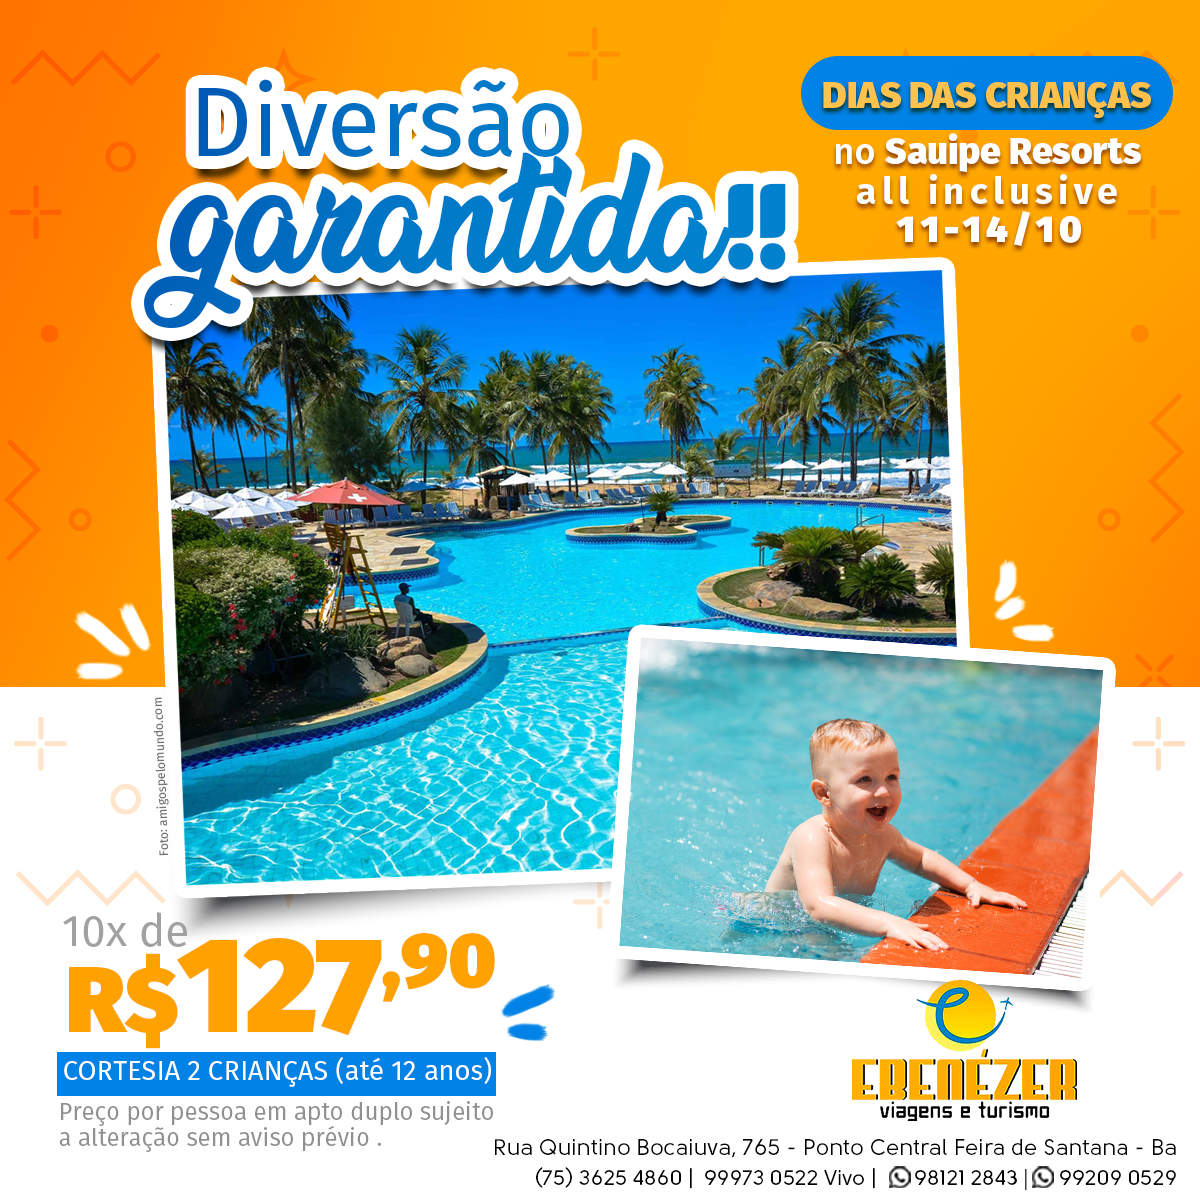 Diversão
garantida!!
DIAS DAS CRIANÇAS
no Sauipe Resorts
all inclusive
11-14/10
Foto: amigospelomundo.com
10x de
R$127,90
CORTESIA 2 CRIANÇAS (até 12 anos)
Preço por pessoa em apto duplo sujeito
a alteração sem aviso prévio .
e
EBENÉZER
viagens e turismo
Rua Quintino Bocaiuva, 765 - Ponto Central Feira de Santana - Ba
(75) 3625 4860 | 99973 0522 Vivo | 98121 2843 | 99209 0529